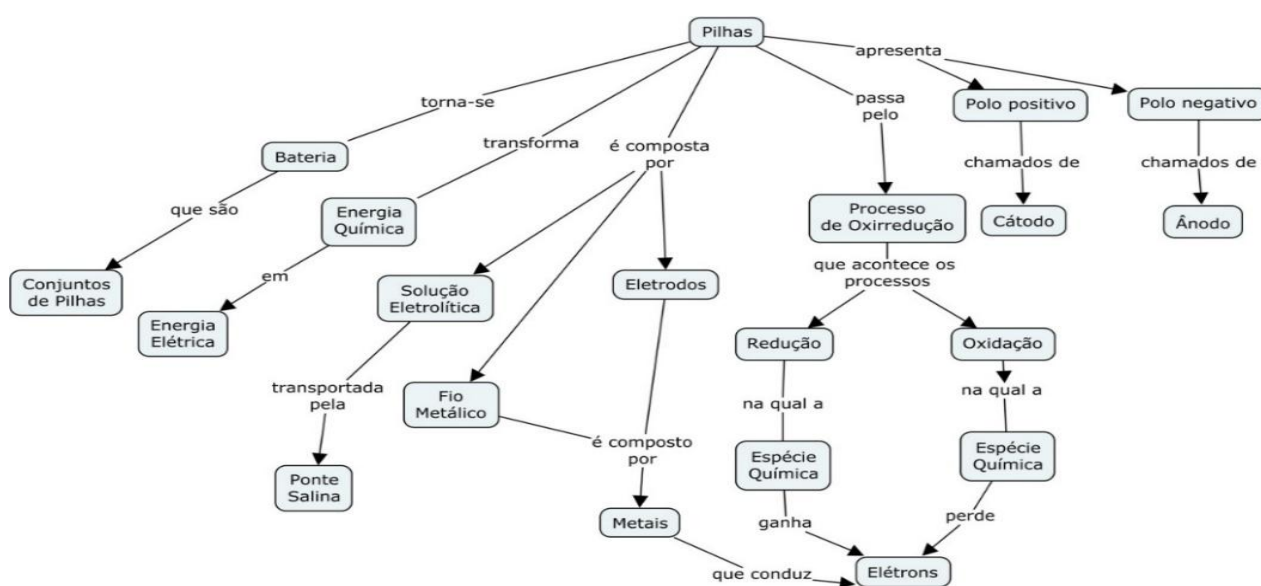 Pilhas
apresenta
torna-se
passa
pelo
Polo positivo
Polo negativo
Bateria
transforma
é composta
por
chamados de
chamados de
que são
Energia
Química
Processo
de Oxirredução
Cátodo
Ânodo
Conjuntos
de Pilhas
em
Solução
Eletrolítica
Eletrodos
que acontece os
processos
Energia
Elétrica
Redução
Oxidação
transportada
pela
Fio
Metálico
na qual a
na qual a
é composto
por
Espécie
Química
Espécie
Química
Ponte
Salina
Metais
ganha
perde
que conduz
Elétrons